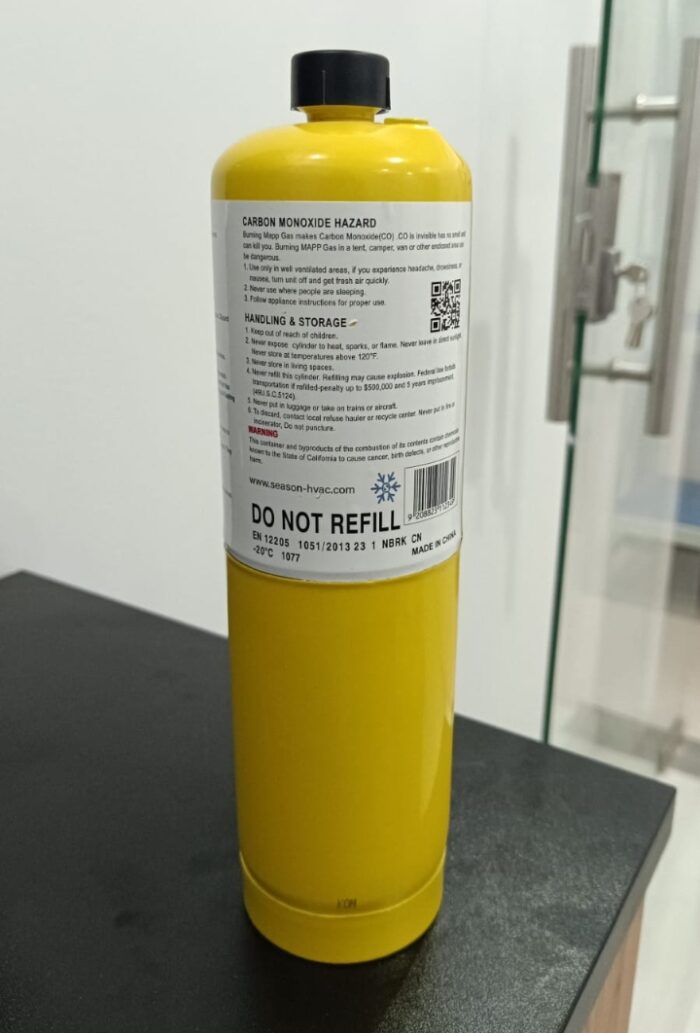 CARBON MONOXIDE HAZARD
Burning Mapp Gas makes Carbon Monoxide(CO) .CO is invisible has no smell and
can kill you. Burning MAPP Gas in a tent, camper, van or other enclosed area can
be dangerous.
1. Use only in well ventilated areas, if you experience headache, drowsiness, or
nausea, turn unit off and get fresh air quickly.
2. Never use where people are sleeping.
3. Follow appliance instructions for proper use.
HANDLING & STORAGE
1. Keep out of reach of children.
2. Never expose cylinder to heat, sparks, or flame. Never leave in direct sunlight.
Never store at temperatures above 120°F.
3. Never store in living spaces.
4. Never refill this cylinder. Refilling may cause explosion. Federal law forbids
transportation if refilled-penalty up to $500,000 and 5 years imprisonment.
(49U.S.C.5124).
5. Never put in luggage or take on trains or aircraft.
6. To discard, contact local refuse hauler or recycle center. Never put in fire or
incinerator, Do not puncture.
WARNING
This container and byproducts of the combustion of its contents contain chemicals
known to the State of California to cause cancer, birth defects, or other reproductive
harm.
www.season-hvac.com
DO NOT REFILL
EN 12205 1051/2013 23 1 NBRK CN
-20°C 1077 MADE IN CHINA